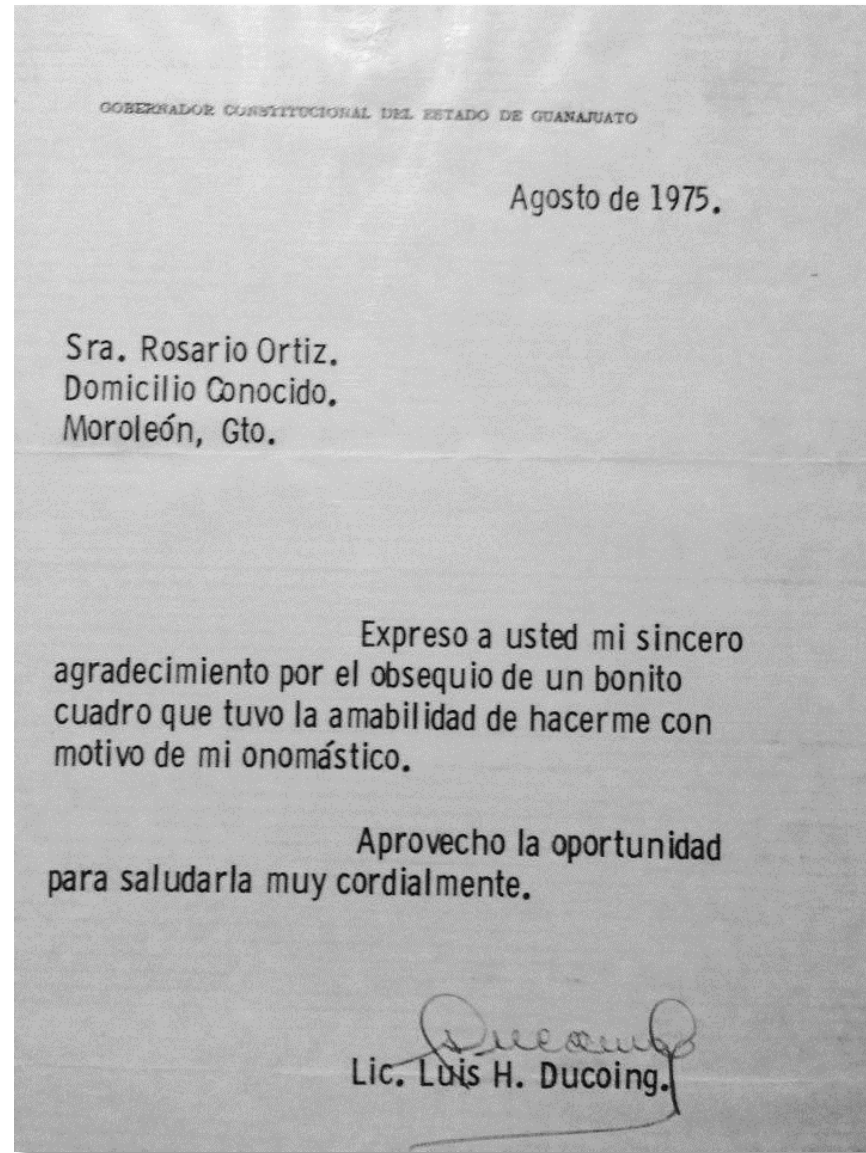 GOBERNADOR CONSTITUCIONAL DEL ESTADO DE GUANAJUATO
Agosto de 1975.
Sra. Rosario Ortiz.
Domicilio Conocido.
Moroleón, Gto.
Expreso a usted mi sincero
agradecimiento por el obsequio de un bonito
cuadro que tuvo la amabilidad de hacerme con
motivo de mi onomástico.
Aprovecho la oportunidad
para saludarla muy cordialmente.
Ducoing
Lic. Luis H. Ducoing.